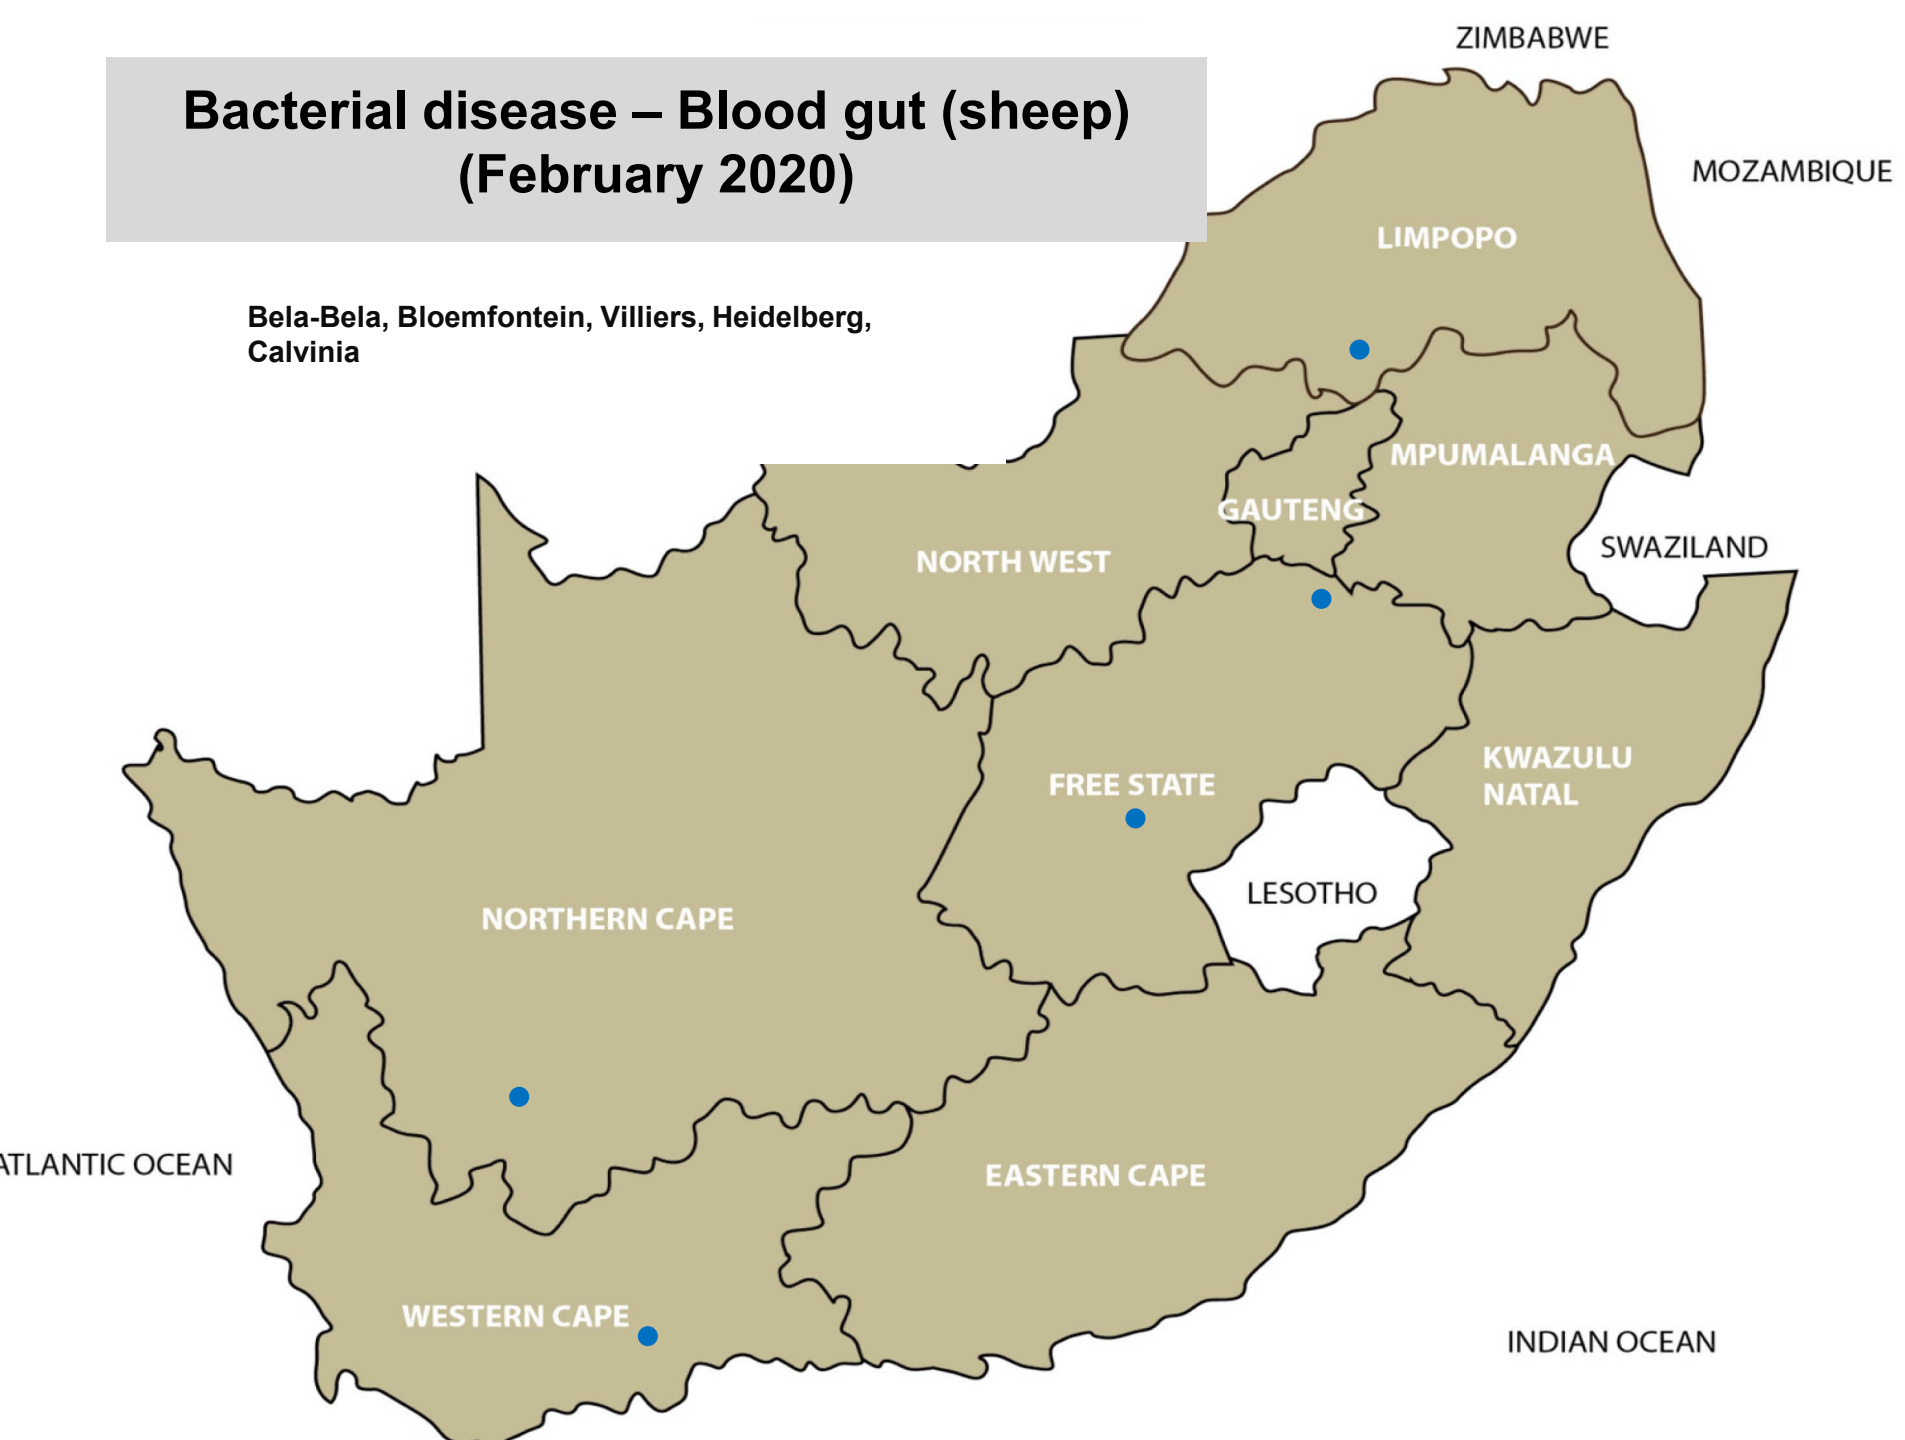 ZIMBABWE
Bacterial disease – Blood gut (sheep)
(February 2020)
MOZAMBIQUE
LIMPOPO
Bela-Bela, Bloemfontein, Villiers, Heidelberg,
Calvinia
MPUMALANGA
GAUTENG
SWAZILAND
NORTH WEST
KWAZULU
NATAL
FREE STATE
LESOTHO
NORTHERN CAPE
ATLANTIC OCEAN
EASTERN CAPE
WESTERN CAPE
INDIAN OCEAN